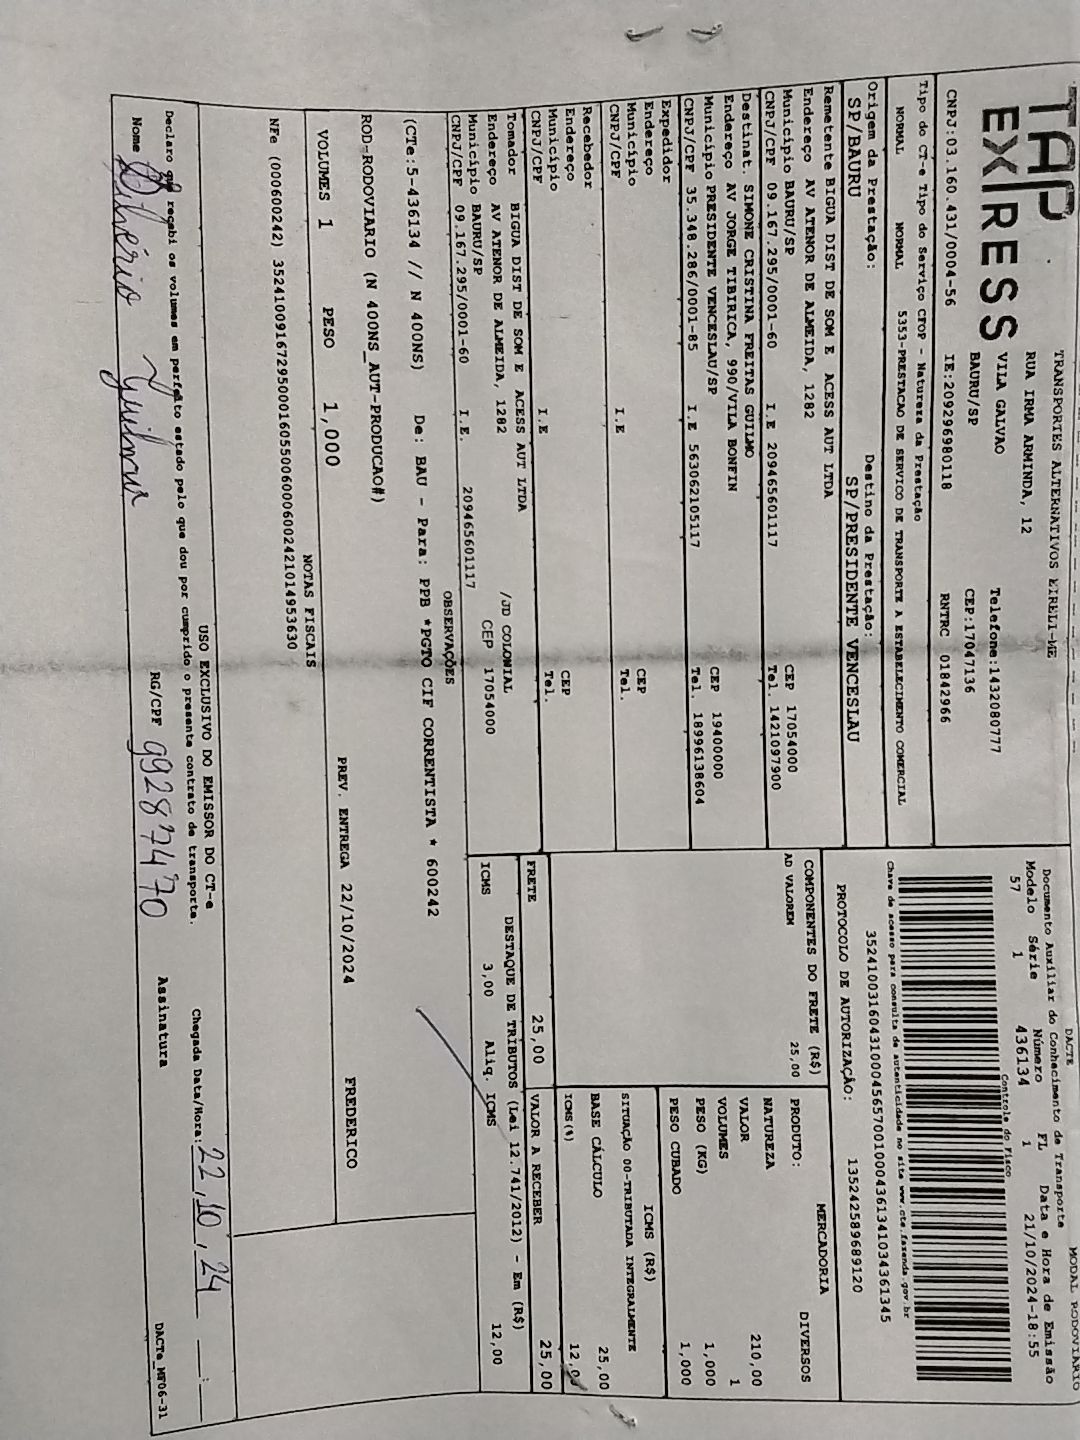 TAP EXPRESS
TRANSPORTES ALTERNATIVOS EIRELI-ME
RUA IRMA ARMINDA, 12
VILA GALVAO
BAURU/SP
Telefone:1432080777
CEP:17047136
CNPJ:03.160.431/0004-56 IE:209296980118 RNTRC 01842966
DACTE MODAL RODOVIÁRIO
Documento Auxiliar do Conhecimento de Transporte
Modelo Série Número FL Data e Hora de Emissão
57 1 436134 1 21/10/2024-18:55
Controle do Fisco
Chave de acesso para consulta de autenticidade no site www.cte.fazenda.gov.br
35241003160431000456570010004361341034361345
PROTOCOLO DE AUTORIZAÇÃO: 135242589689120
Tipo do CT-e Tipo do Serviço CFOP - Natureza da Prestação
NORMAL NORMAL 5353-PRESTACAO DE SERVICO DE TRANSPORTE A ESTABELECIMENTO COMERCIAL
Origem da Prestação: Destino da Prestação:
SP/BAURU SP/PRESIDENTE VENCESLAU
Remetente BIGUA DIST DE SOM E ACESS AUT LTDA
Endereço AV ATENOR DE ALMEIDA, 1282
Município BAURU/SP CEP 17054000
CNPJ/CPF 09.167.295/0001-60 I.E 209465601117 Tel. 1421097900
Destinat. SIMONE CRISTINA FREITAS GUILMO
Endereço AV JORGE TIBIRICA, 990/VILA BONFIN
Município PRESIDENTE VENCESLAU/SP CEP 19400000
CNPJ/CPF 35.348.286/0001-85 I.E 563062105117 Tel. 18996138604
Expedidor
Endereço
Município CEP
CNPJ/CPF I.E Tel.
Recebedor
Endereço
Município CEP
CNPJ/CPF I.E Tel.
Tomador BIGUA DIST DE SOM E ACESS AUT LTDA
Endereço AV ATENOR DE ALMEIDA, 1282 /JD COLONIAL
Município BAURU/SP CEP 17054000
CNPJ/CPF 09.167.295/0001-60 I.E. 209465601117
COMPONENTES DO FRETE (R$)
AD VALOREM 25,00
FRETE 25,00
MERCADORIA
PRODUTO: DIVERSOS
NATUREZA
VALOR 210,00
VOLUMES 1
PESO (KG) 1,000
PESO CUBADO 1,000
ICMS (R$)
SITUAÇÃO 00-TRIBUTADA INTEGRALMENTE
BASE CÁLCULO 25,00
ICMS(%)
VALOR A RECEBER 25,00
DESTAQUE DE TRIBUTOS (Lei 12.741/2012) - Em (R$)
ICMS 3,00 Aliq. ICMS 12,00
OBSERVAÇÕES
(CTe:5-436134 // N 400NS) De: BAU - Para: PPB *PGTO CIF CORRENTISTA * 600242
ROD-RODOVIARIO (N 400NS_AUT-PRODUCAO#)
VOLUMES 1 PESO 1,000 PREV. ENTREGA 22/10/2024 FREDERICO
NOTAS FISCAIS
NFe (000600242) 35241009167295000160550060006002421014953630
USO EXCLUSIVO DO EMISSOR DO CT-e
Declaro que recebi os volumes em perfeito estado pelo que dou por cumprido o presente contrato de transporte.
Chegada Data/Hora: 22,10,24
Nome Silvério RG/CPF 99287470 Assinatura
DACTe_MF06-31